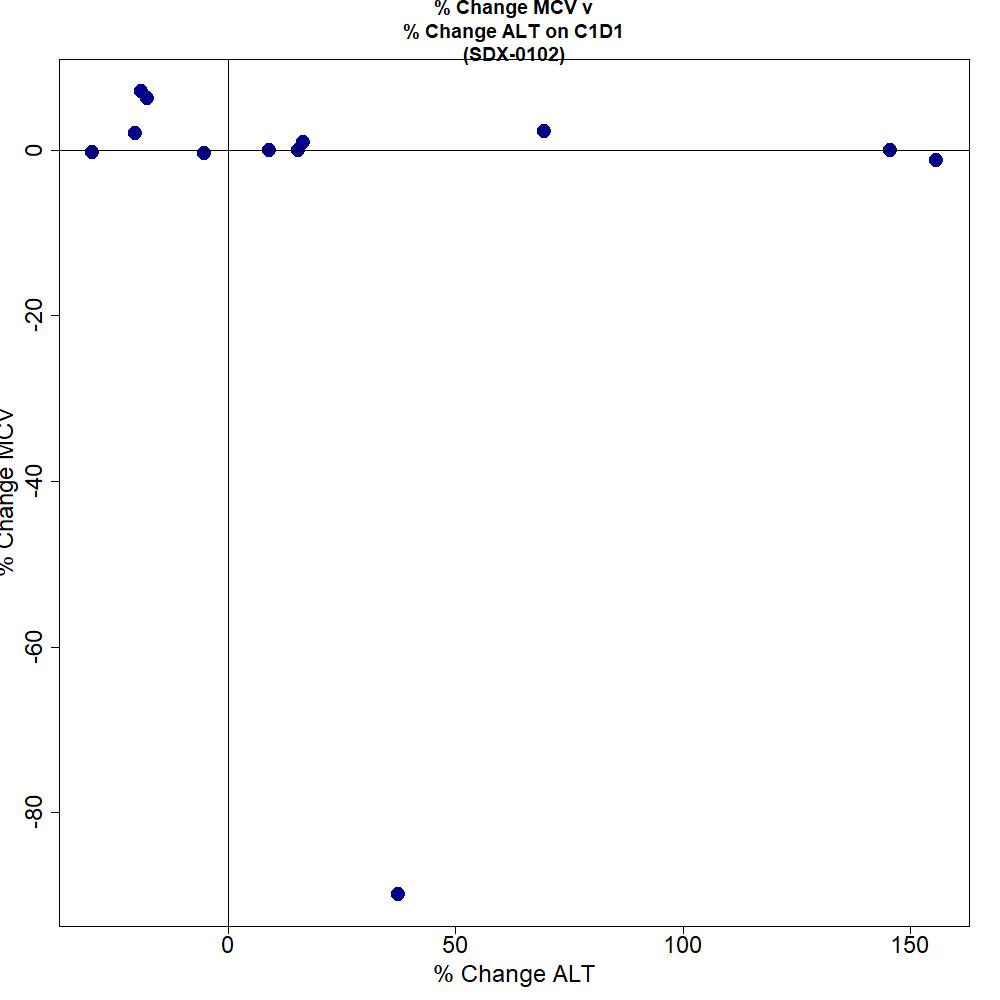 % Change MCV v
% Change ALT on C1D1
(SDX-0102)
0
-20
-40
-60
-80
% Change MCV
0
50
100
150
% Change ALT